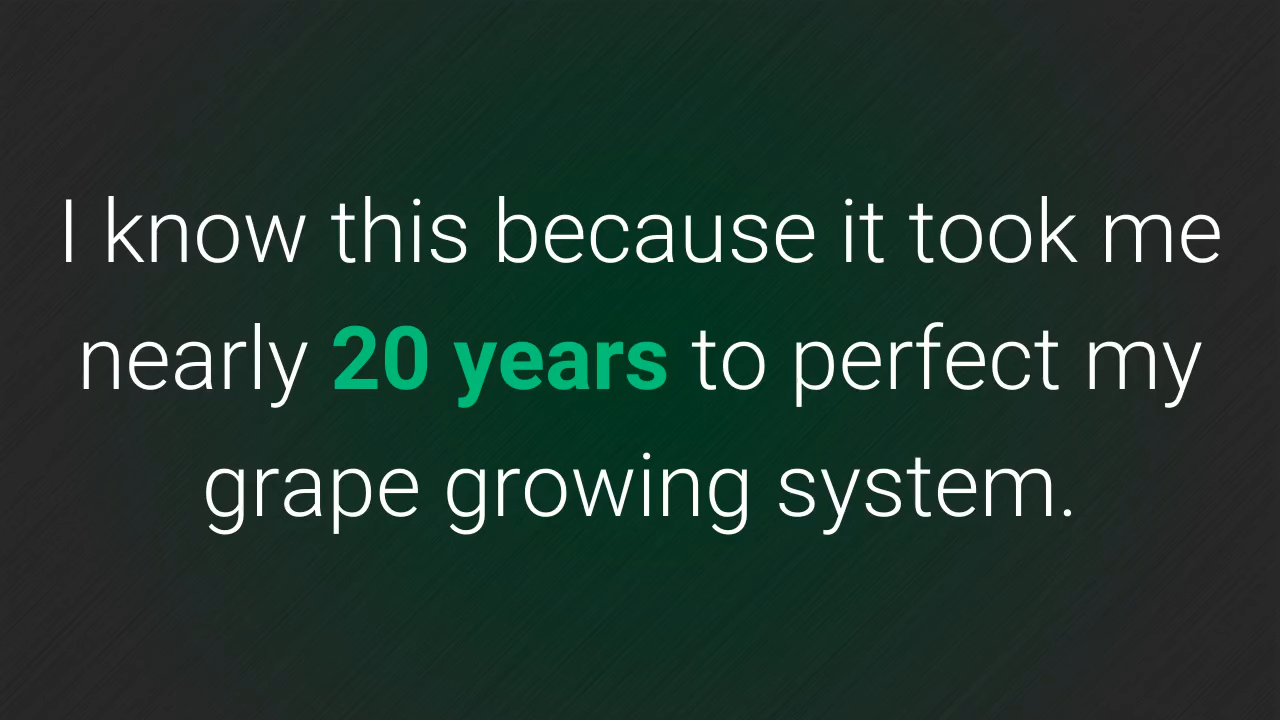 I know this because it took me
nearly 20 years to perfect my
grape growing system.